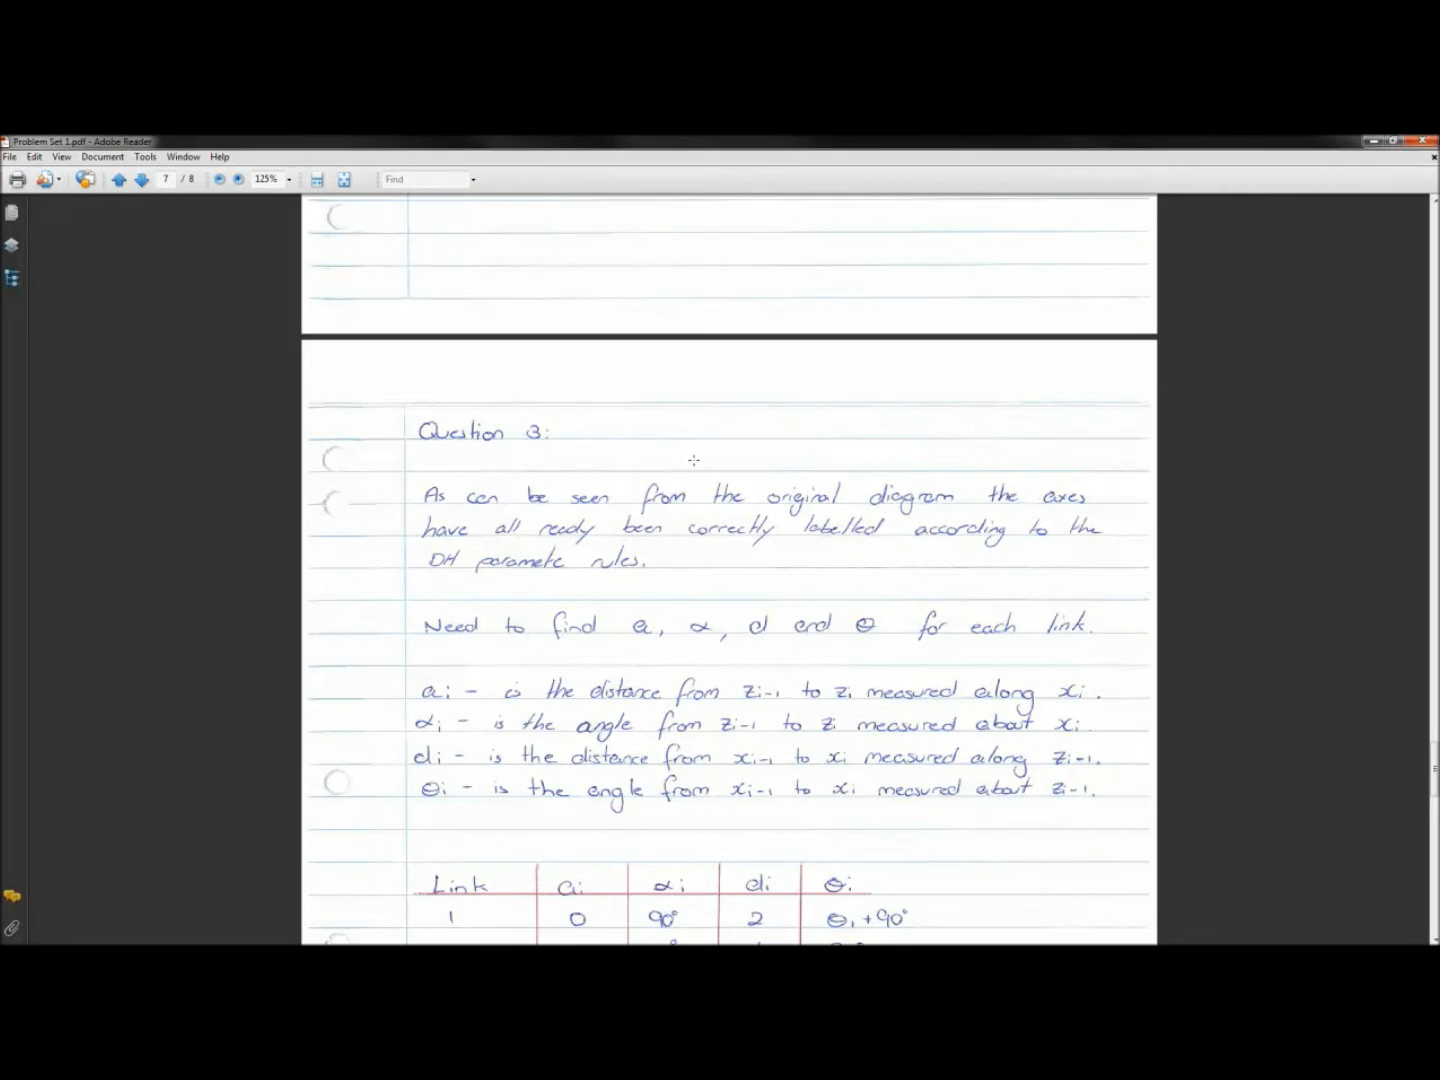 Problem Set 1.pdf - Adobe Reader
File Edit View Document Tools Window Help
7 / 8 125% Find
Question 3:
As can be seen from the original diagram the axes
have all ready been correctly labelled according to the
DH paramete rules.
Need to find a, α, d and θ for each link.
ai - is the distance from zi-1 to zi measured along xi.
αi - is the angle from zi-1 to zi measured about xi.
di - is the distance from xi-1 to xi measured along zi-1.
θi - is the angle from xi-1 to xi measured about zi-1.
Link ai αi di θi
1 0 90° 2 θ1 +90°